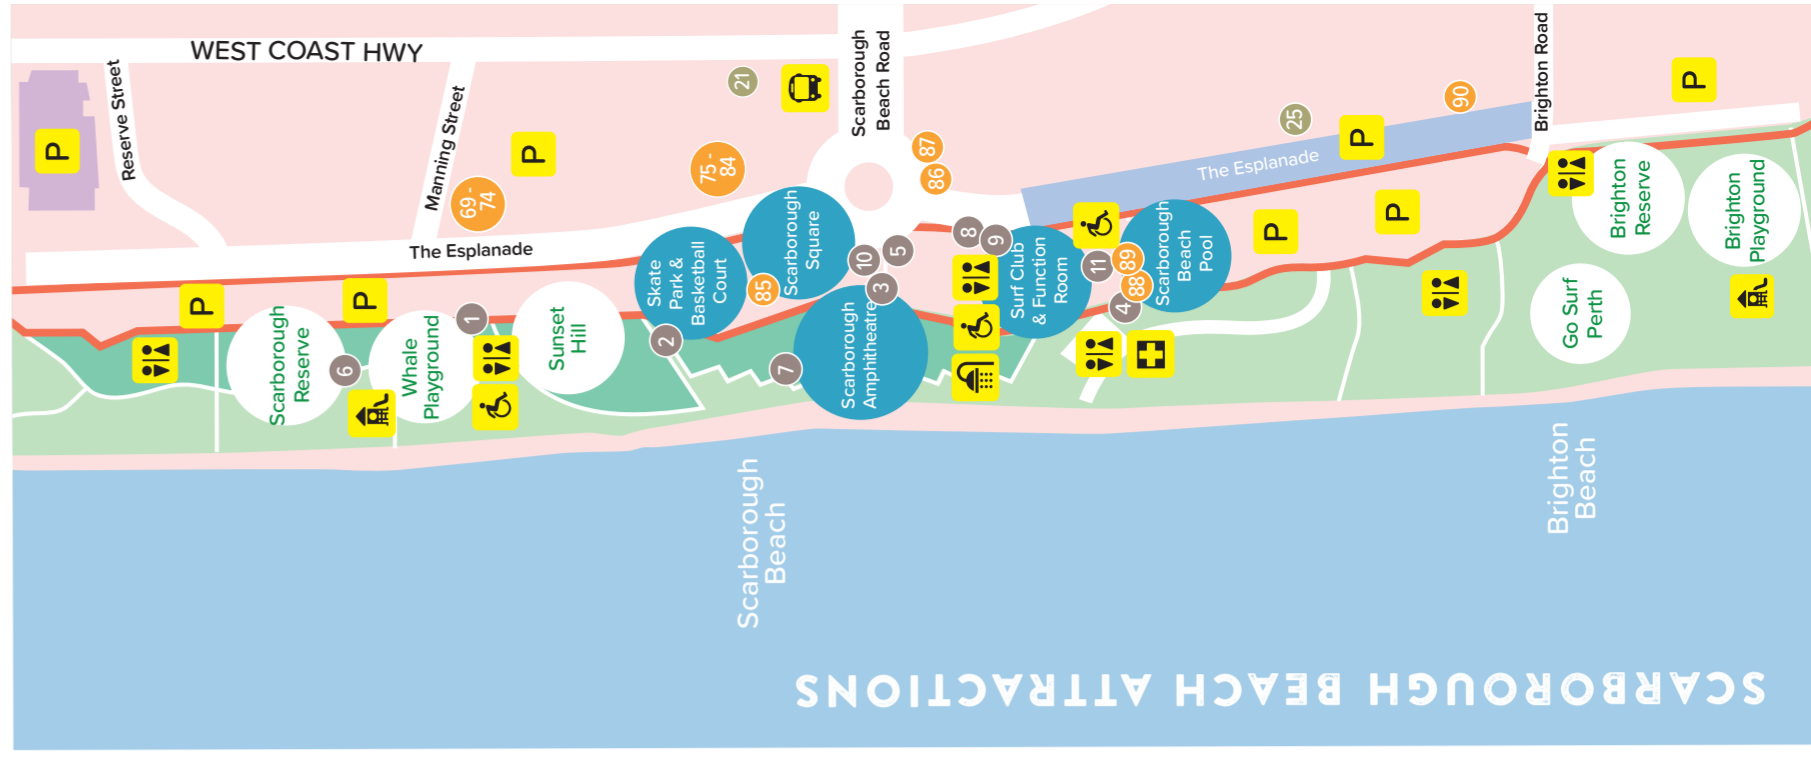 WEST COAST HWY
Reserve Street
Manning Street
Scarborough
Beach Road
Brighton Road
The Esplanade
The Esplanade
P
P
P
P
P
P
P
P
21
25
90
87
86
75 -
84
69 -
74
85
8
9
10
5
3
11
89
88
4
1
2
6
7
Skate
Park &
Basketball
Court
Scarborough
Square
Scarborough
Amphitheatre
Surf Club
& Function
Room
Scarborough
Beach
Pool
Scarborough
Reserve
Whale
Playground
Sunset
Hill
Brighton
Reserve
Brighton
Playground
Go Surf
Perth
Scarborough
Beach
Brighton
Beach
SCARBOROUGH BEACH ATTRACTIONS